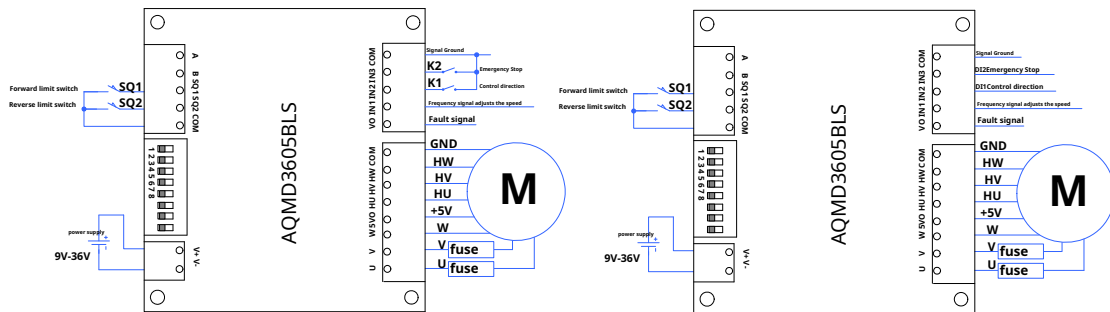 Signal Ground
K2
Emergency Stop
K1
Control direction
Frequency signal adjusts the speed
Fault signal
VO IN1 IN2 IN3 COM
A
B SQ1 SQ2 COM
Forward limit switch
SQ1
Reverse limit switch
SQ2
1 2 3 4 5 6 7 8
AQMD3605BLS
GND
HW
HV
HU
+5V
W
V
fuse
U
fuse
M
U V W 5VO HU HV HW COM
power supply
+
-
9V-36V
V+ V-
Signal Ground
DI2Emergency Stop
DI1Control direction
Frequency signal adjusts the speed
Fault signal
VO IN1 IN2 IN3 COM
A
B SQ1 SQ2 COM
Forward limit switch
SQ1
Reverse limit switch
SQ2
1 2 3 4 5 6 7 8
AQMD3605BLS
GND
HW
HV
HU
+5V
W
V
fuse
U
fuse
M
U V W 5VO HU HV HW COM
power supply
+
-
9V-36V
V+ V-